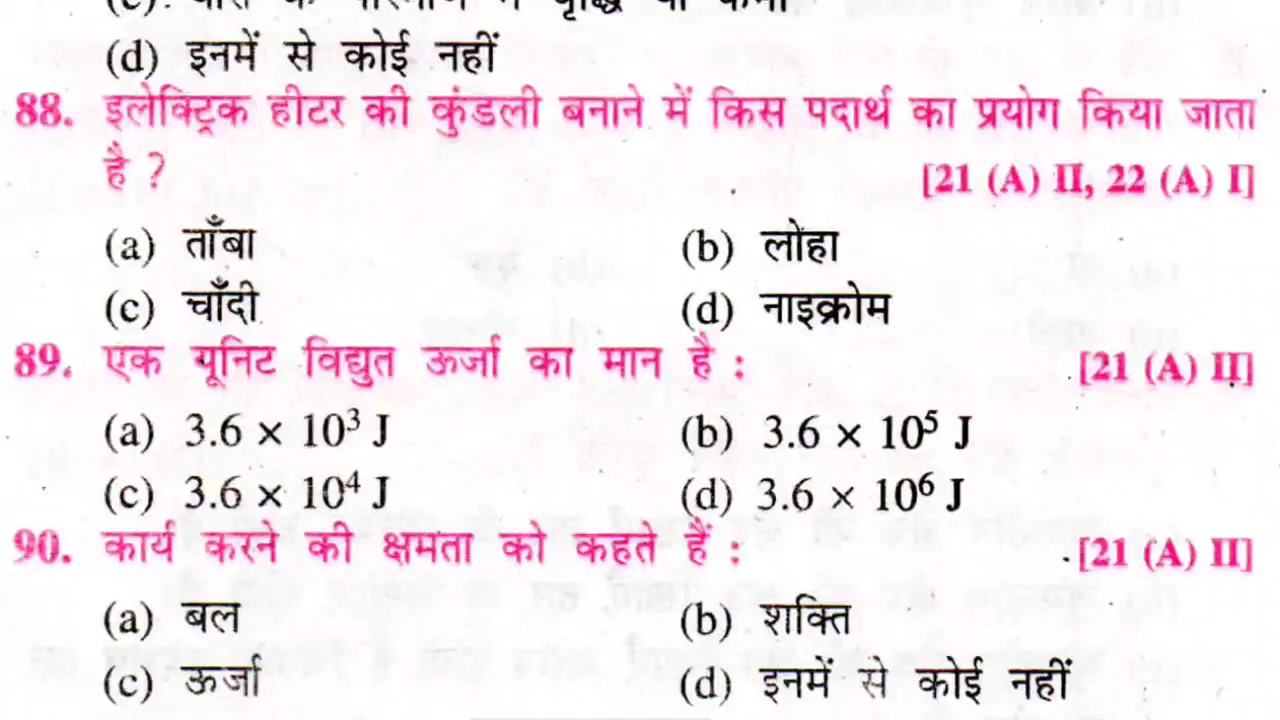 (d) इनमें से कोई नहीं
88. इलेक्ट्रिक हीटर की कुंडली बनाने में किस पदार्थ का प्रयोग किया जाता
है ? [21 (A) II, 22 (A) I]
(a) ताँबा (b) लोहा
(c) चाँदी (d) नाइक्रोम
89. एक यूनिट विद्युत ऊर्जा का मान है : [21 (A) II]
(a) 3.6 × 10³ J (b) 3.6 × 10⁵ J
(c) 3.6 × 10⁴ J (d) 3.6 × 10⁶ J
90. कार्य करने की क्षमता को कहते हैं : [21 (A) II]
(a) बल (b) शक्ति
(c) ऊर्जा (d) इनमें से कोई नहीं